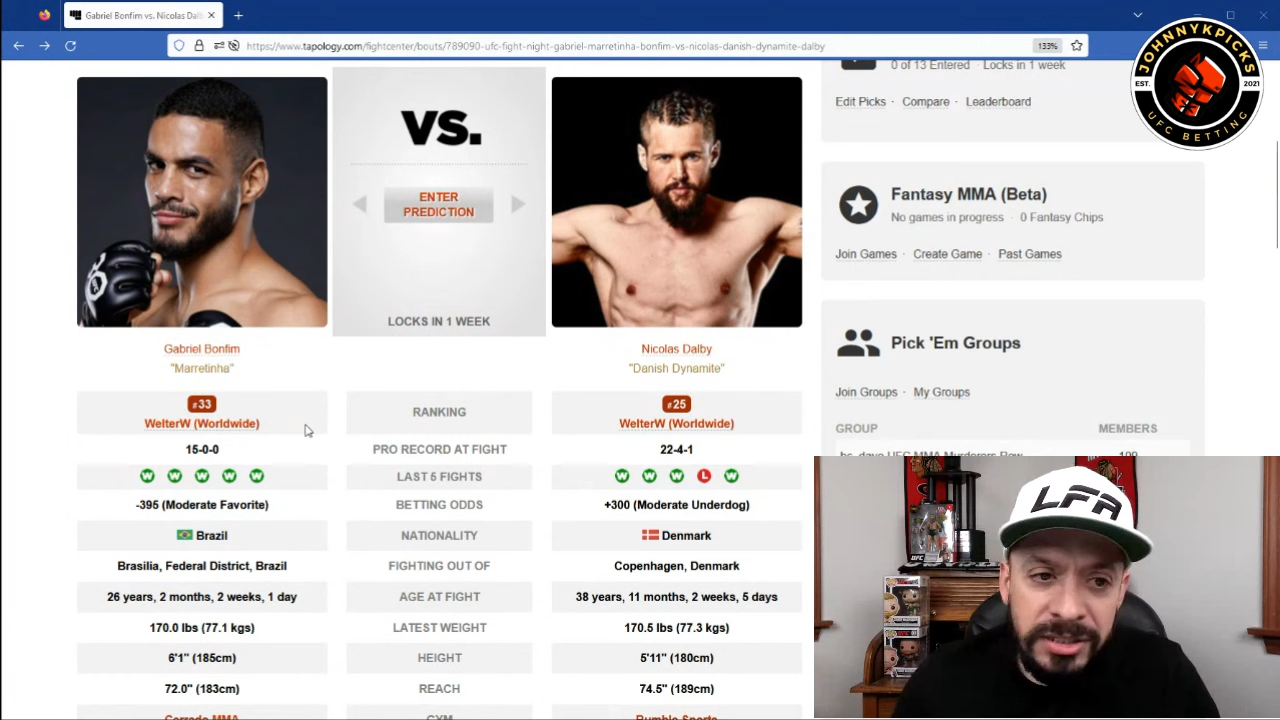 Gabriel Bonfim vs. Nicolas Dalb
https://www.tapology.com/fightcenter/bouts/789090-ufc-fight-night-gabriel-marretinha-bonfim-vs-nicolas-danish-dynamite-dalby
133%
JOHNNYKPICKS
EST. 2021
UFC BETTING
0 of 13 Entered · Locks in 1 week
Edit Picks · Compare · Leaderboard
VS.
ENTER
PREDICTION
LOCKS IN 1 WEEK
Fantasy MMA (Beta)
No games in progress · 0 Fantasy Chips
Join Games · Create Game · Past Games
Pick 'Em Groups
Join Groups · My Groups
GROUP MEMBERS
Gabriel Bonfim Nicolas Dalby
"Marretinha" "Danish Dynamite"
#33 #25
WelterW (Worldwide) RANKING WelterW (Worldwide)
15-0-0 PRO RECORD AT FIGHT 22-4-1
W W W W W LAST 5 FIGHTS W W W L W
-395 (Moderate Favorite) BETTING ODDS +300 (Moderate Underdog)
Brazil NATIONALITY Denmark
Brasilia, Federal District, Brazil FIGHTING OUT OF Copenhagen, Denmark
26 years, 2 months, 2 weeks, 1 day AGE AT FIGHT 38 years, 11 months, 2 weeks, 5 days
170.0 lbs (77.1 kgs) LATEST WEIGHT 170.5 lbs (77.3 kgs)
6'1" (185cm) HEIGHT 5'11" (180cm)
72.0" (183cm) REACH 74.5" (189cm)
Cerrado MMA GYM Rumble Sports
LFA
UFC